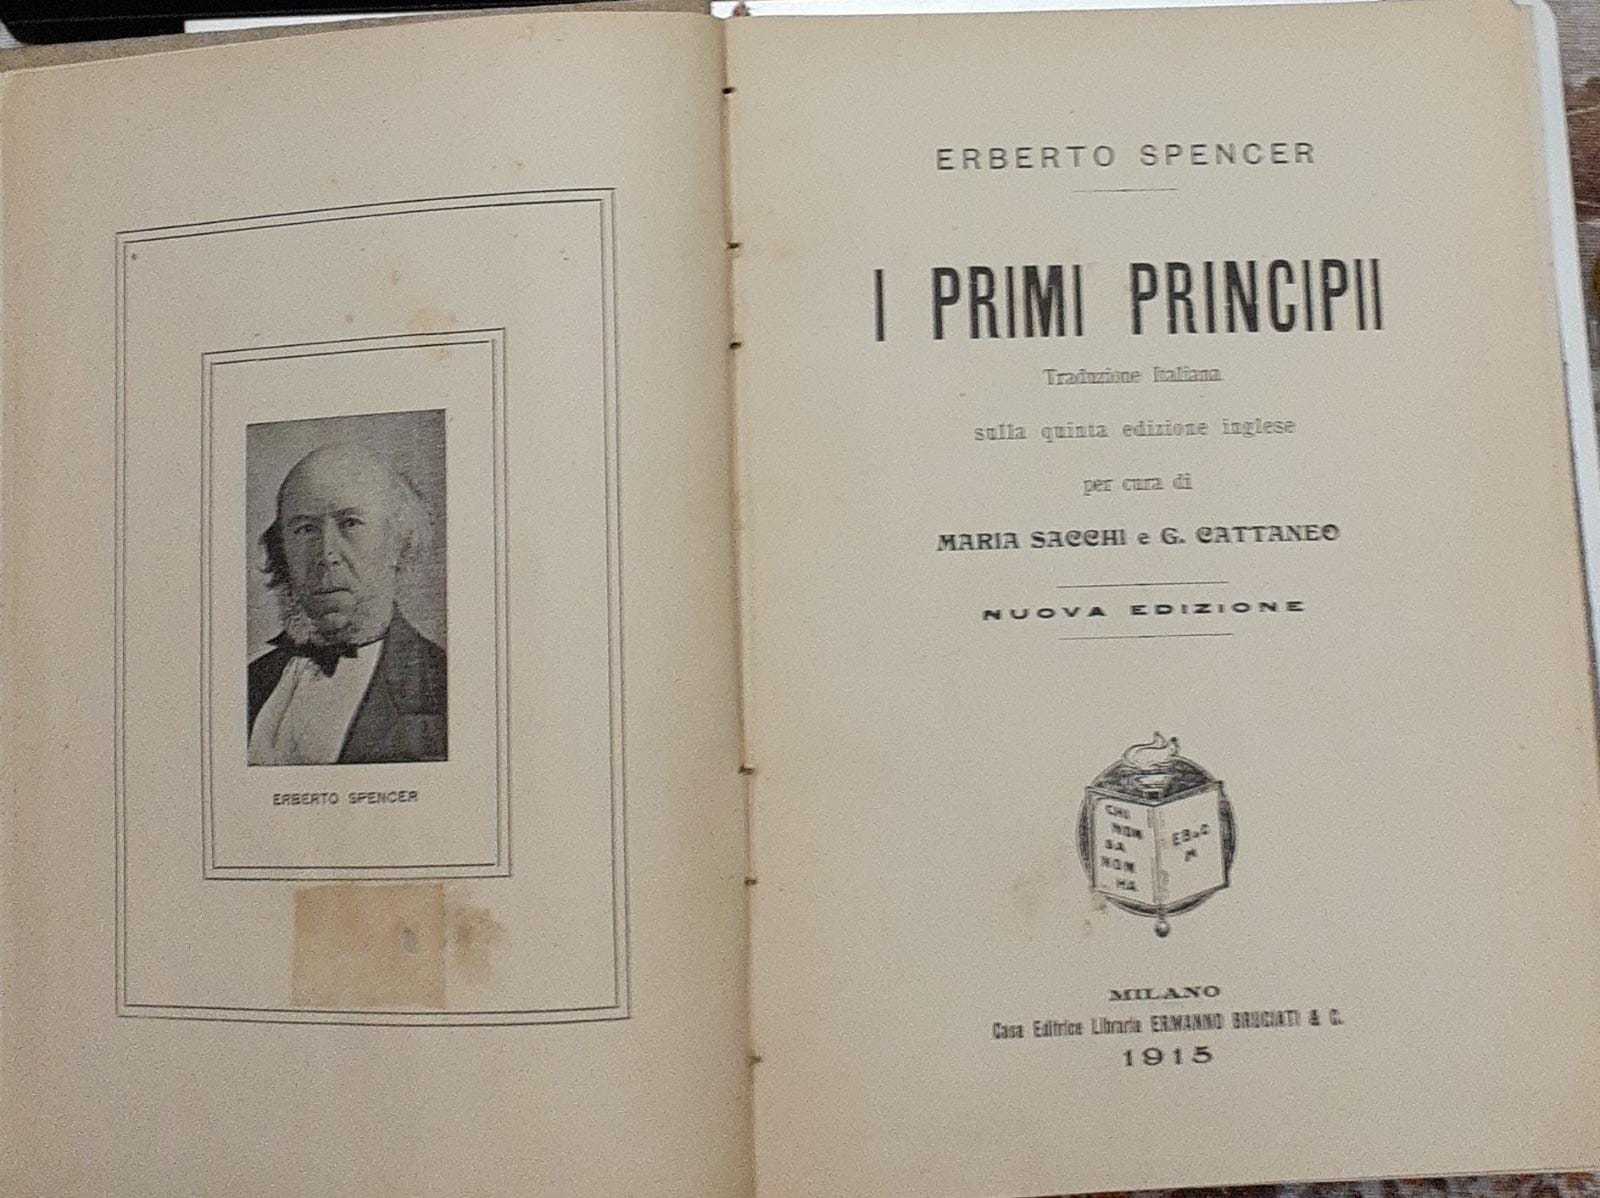 ERBERTO SPENCER
ERBERTO SPENCER
I PRIMI PRINCIPII
Traduzione Italiana
sulla quinta edizione inglese
per cura di
MARIA SACCHI e G. CATTANEO
NUOVA EDIZIONE
CHI
NON
SA
NON
HA
EB&C
M
MILANO
Casa Editrice Libraria ERMANNO BRUCIATI & C.
1915